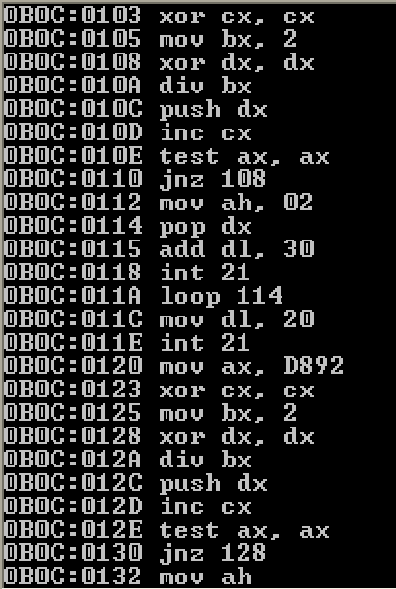 0B0C:0103 xor cx, cx
0B0C:0105 mov bx, 2
0B0C:0108 xor dx, dx
0B0C:010A div bx
0B0C:010C push dx
0B0C:010D inc cx
0B0C:010E test ax, ax
0B0C:0110 jnz 108
0B0C:0112 mov ah, 02
0B0C:0114 pop dx
0B0C:0115 add dl, 30
0B0C:0118 int 21
0B0C:011A loop 114
0B0C:011C mov dl, 20
0B0C:011E int 21
0B0C:0120 mov ax, D892
0B0C:0123 xor cx, cx
0B0C:0125 mov bx, 2
0B0C:0128 xor dx, dx
0B0C:012A div bx
0B0C:012C push dx
0B0C:012D inc cx
0B0C:012E test ax, ax
0B0C:0130 jnz 128
0B0C:0132 mov ah